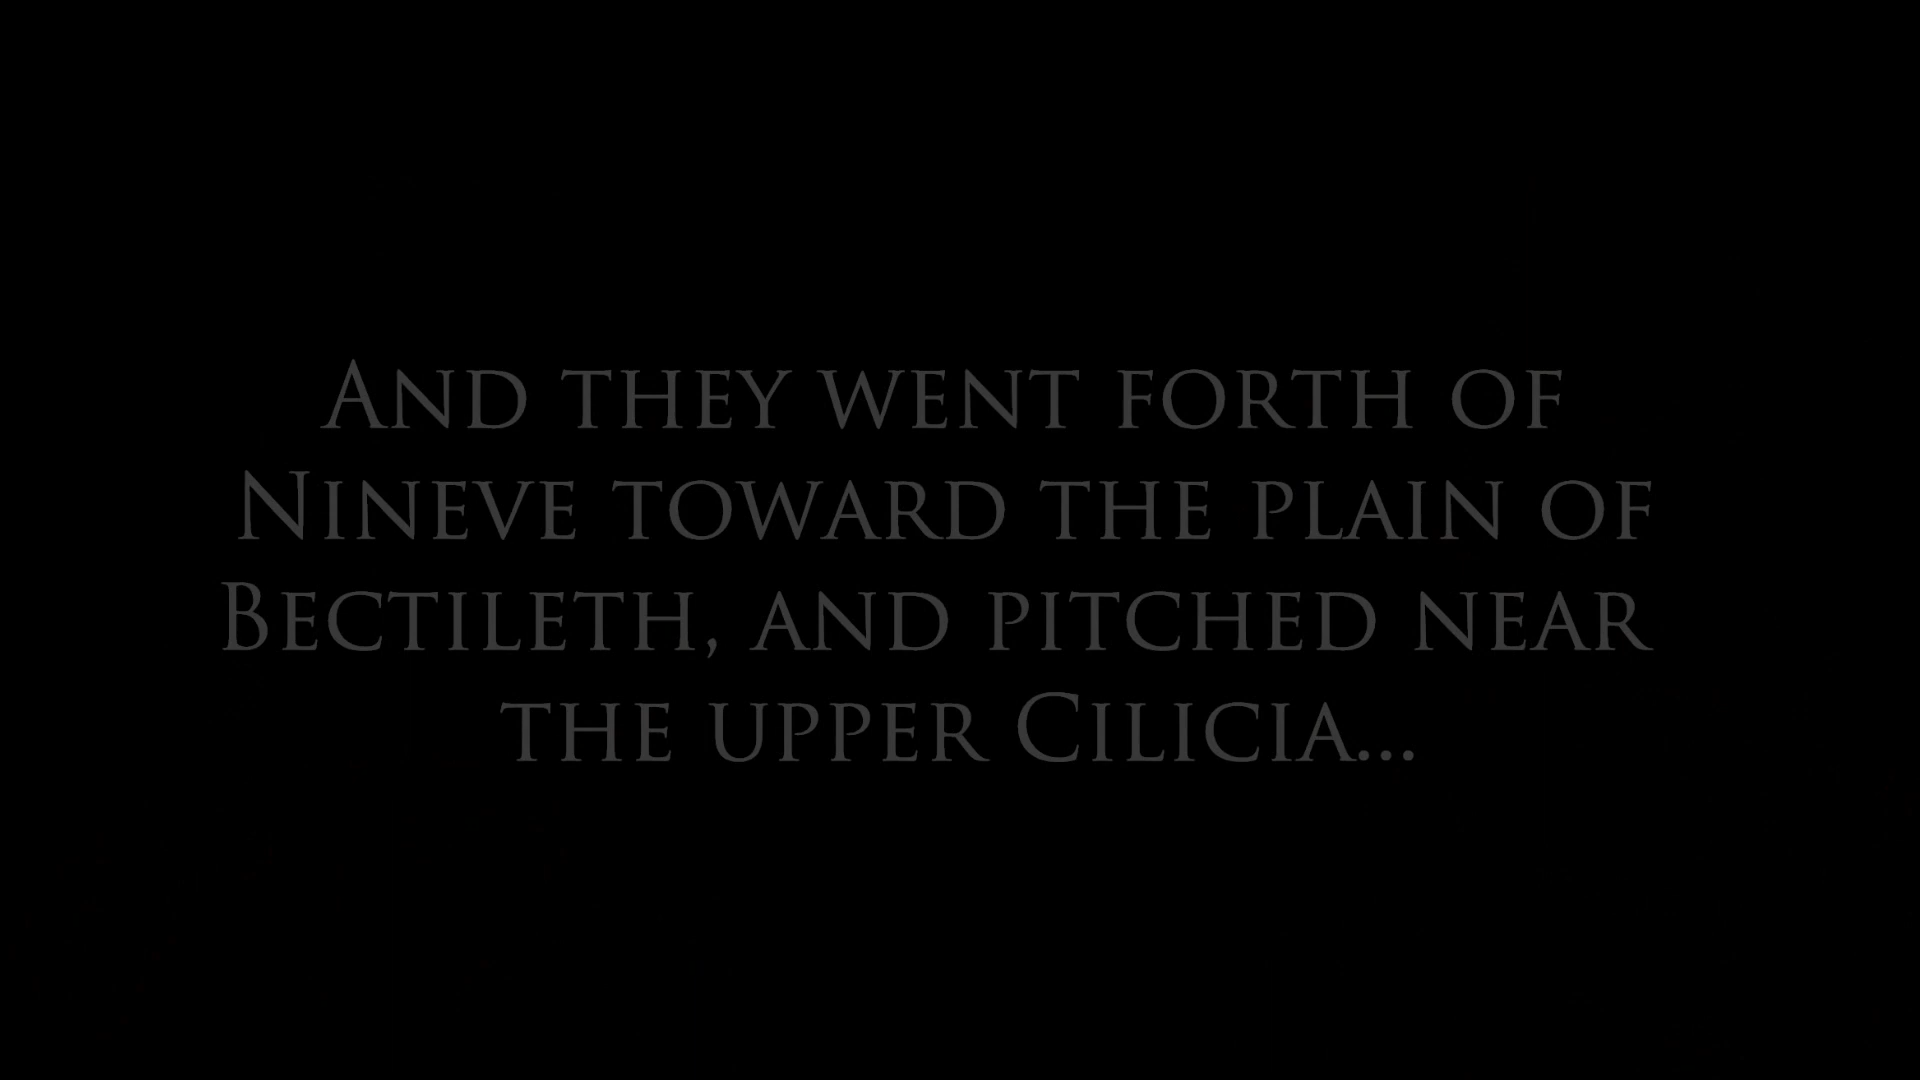 And they went forth of
Nineve toward the plain of
Bectileth, and pitched near
the upper Cilicia...